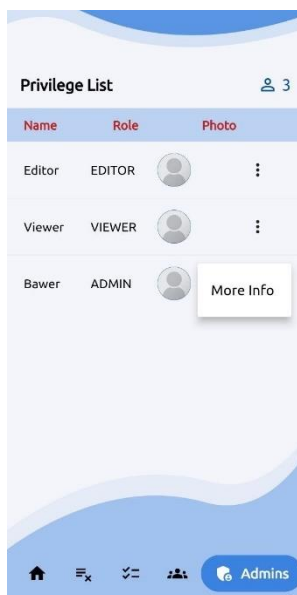 Privilege List 3
Name Role Photo
Editor EDITOR
Viewer VIEWER
Bawer ADMIN More Info
Admins